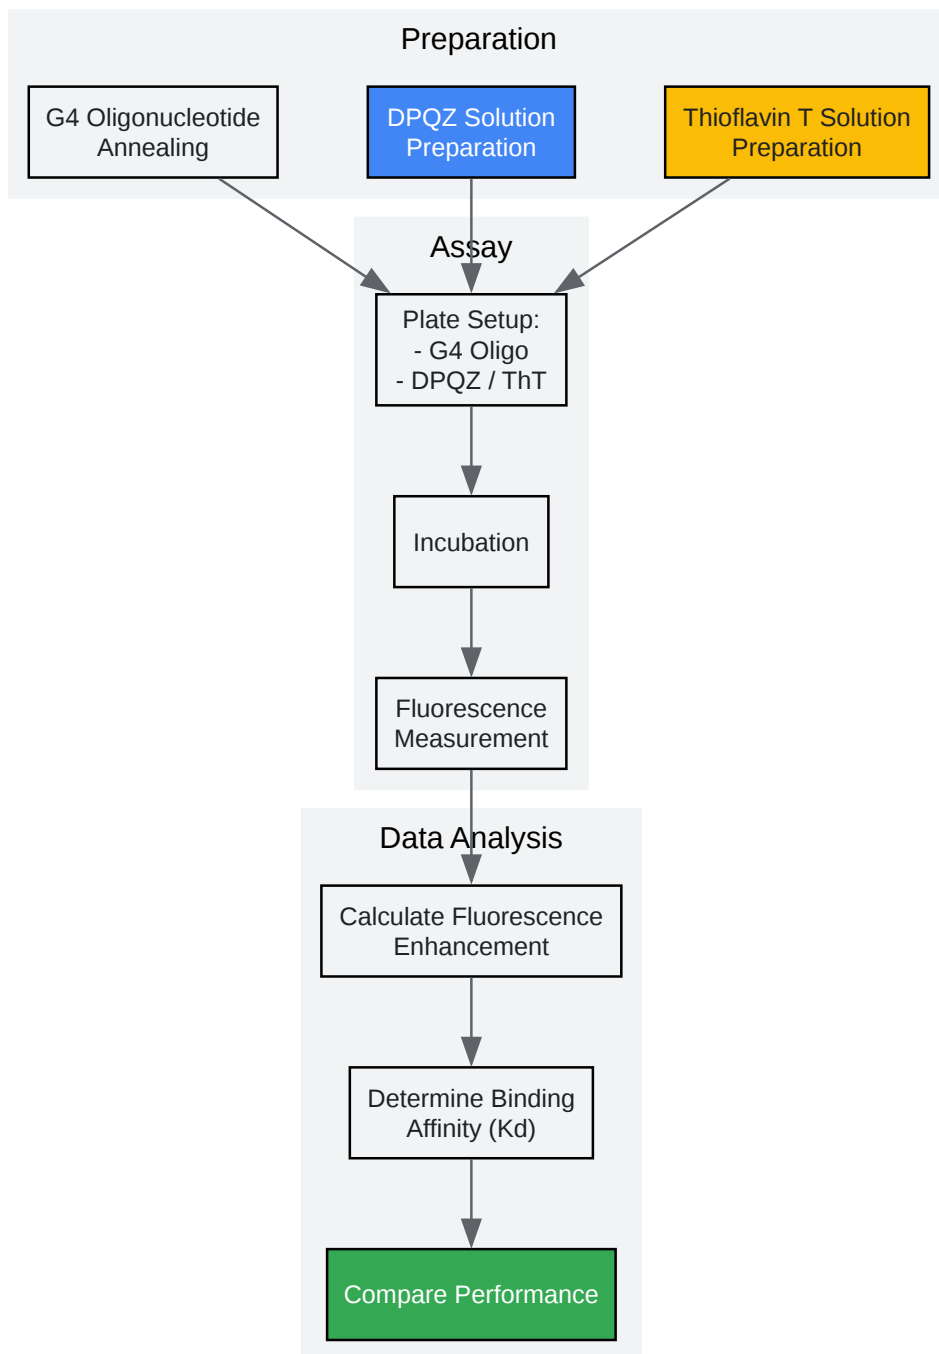 Preparation
G4 Oligonucleotide
Annealing
DPQZ Solution
Preparation
Thioflavin T Solution
Preparation
Assay
Plate Setup:
- G4 Oligo
- DPQZ / ThT
Incubation
Fluorescence
Measurement
Data Analysis
Calculate Fluorescence
Enhancement
Determine Binding
Affinity (Kd)
Compare Performance